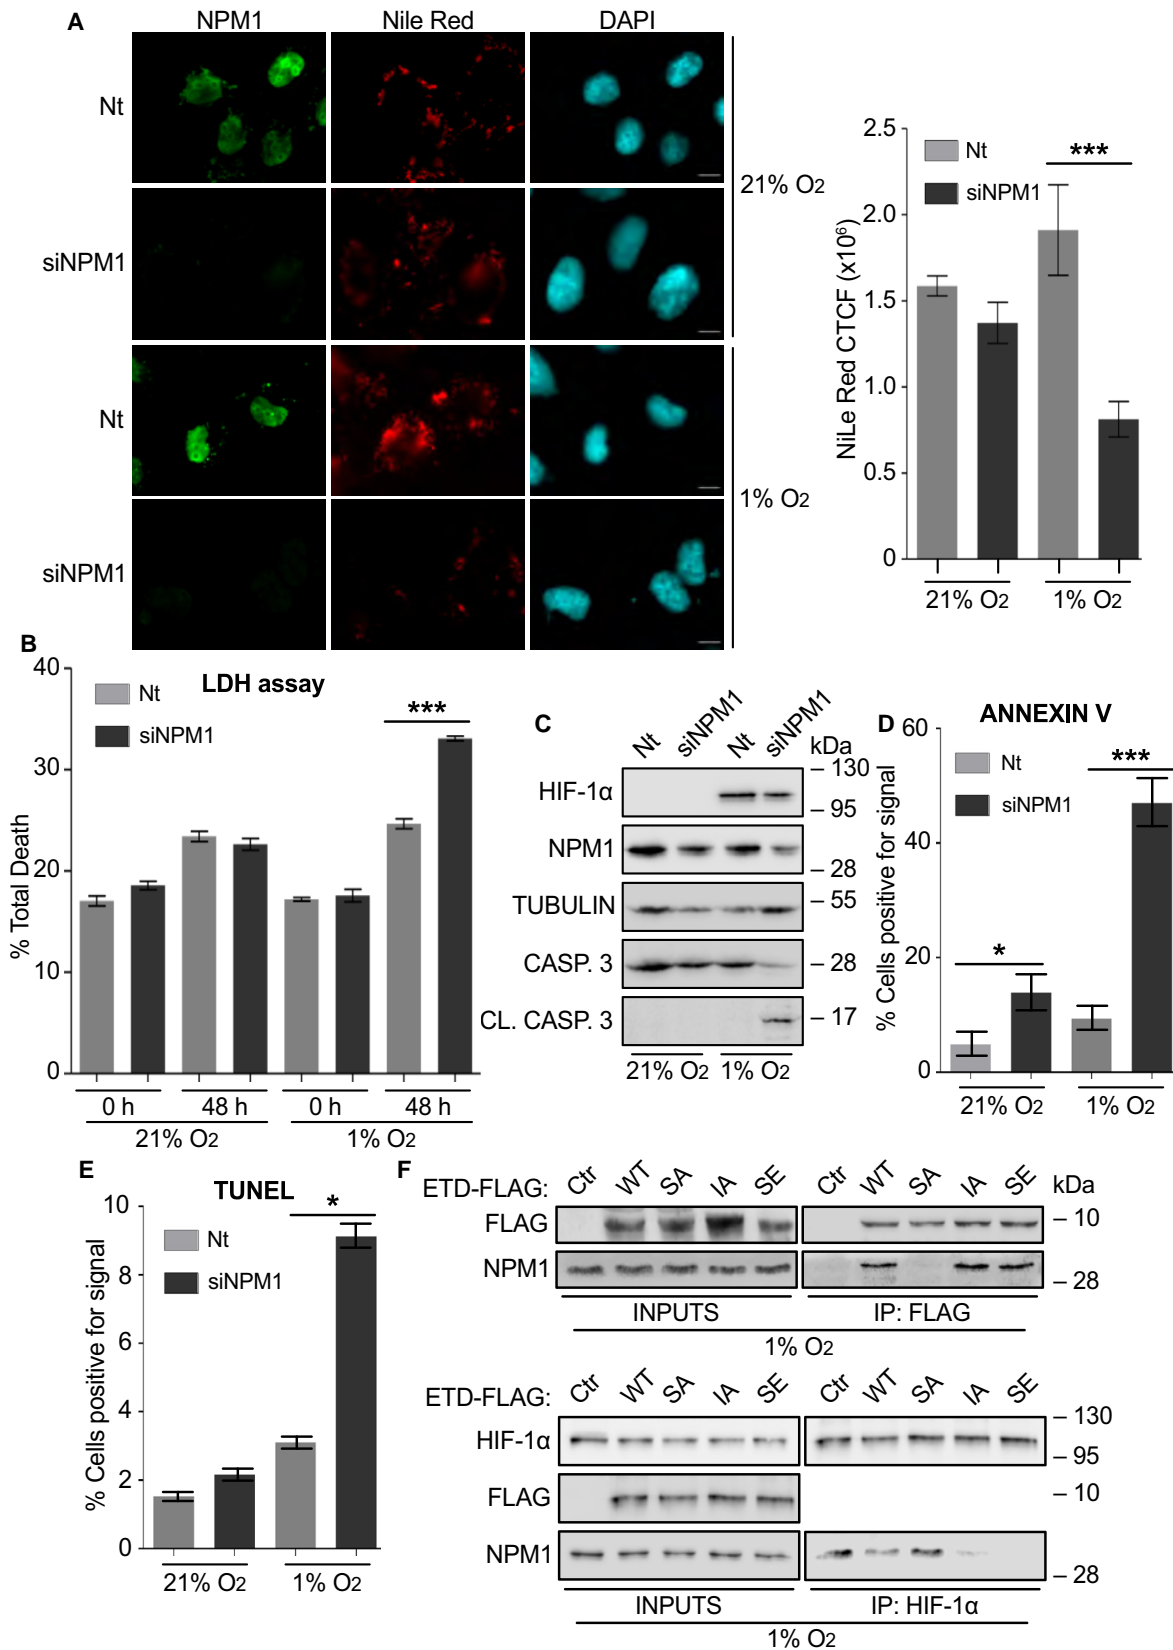 A
NPM1 Nile Red DAPI
Nt
siNPM1
21% O2
Nt
siNPM1
1% O2
NiLe Red CTCF (x10⁶)
2.5
2.0
1.5
1.0
0.5
0
Nt
siNPM1
***
21% O2 1% O2
B
LDH assay
% Total Death
40
30
20
10
0
Nt
siNPM1
***
0 h 48 h 0 h 48 h
21% O2 1% O2
C
Nt siNPM1 Nt siNPM1 kDa
HIF-1α – 130
– 95
NPM1
– 28
TUBULIN – 55
CASP. 3 – 28
CL. CASP. 3 – 17
21% O2 1% O2
D
ANNEXIN V
% Cells positive for signal
60
40
20
0
Nt
siNPM1
*
***
21% O2 1% O2
E
TUNEL
% Cells positive for signal
10
8
6
4
2
0
Nt
siNPM1
*
21% O2 1% O2
F
ETD-FLAG: Ctr WT SA IA SE Ctr WT SA IA SE kDa
FLAG – 10
NPM1 – 28
INPUTS IP: FLAG
1% O2
ETD-FLAG: Ctr WT SA IA SE Ctr WT SA IA SE
HIF-1α – 130
– 95
FLAG – 10
NPM1
– 28
INPUTS IP: HIF-1α
1% O2